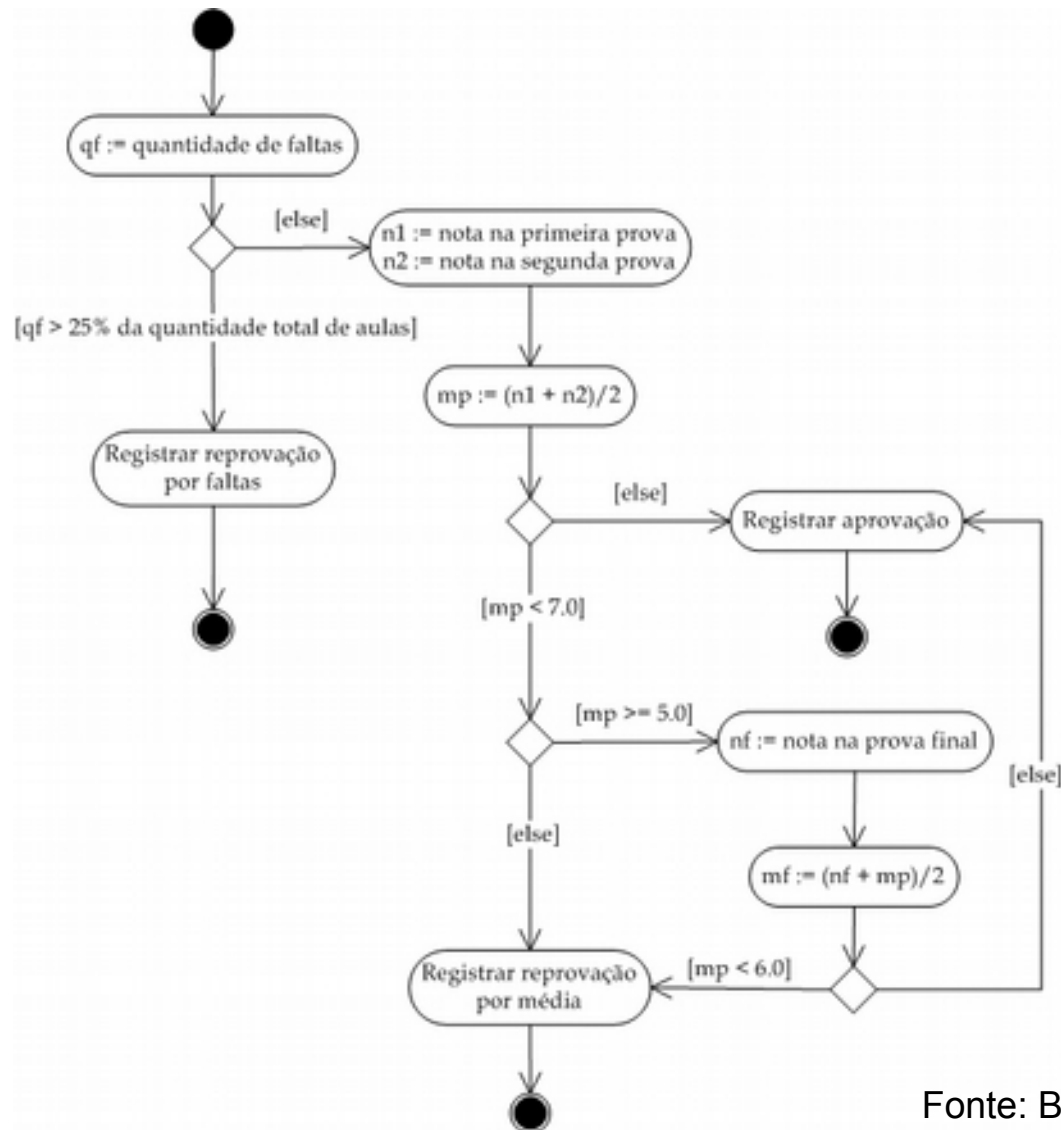 qf := quantidade de faltas
[else]
n1 := nota na primeira prova
n2 := nota na segunda prova
[qf > 25% da quantidade total de aulas]
mp := (n1 + n2)/2
Registrar reprovação
por faltas
[else]
Registrar aprovação
[mp < 7.0]
[mp >= 5.0]
nf := nota na prova final
[else]
[else]
mf := (nf + mp)/2
[mp < 6.0]
Registrar reprovação
por média
Fonte: B